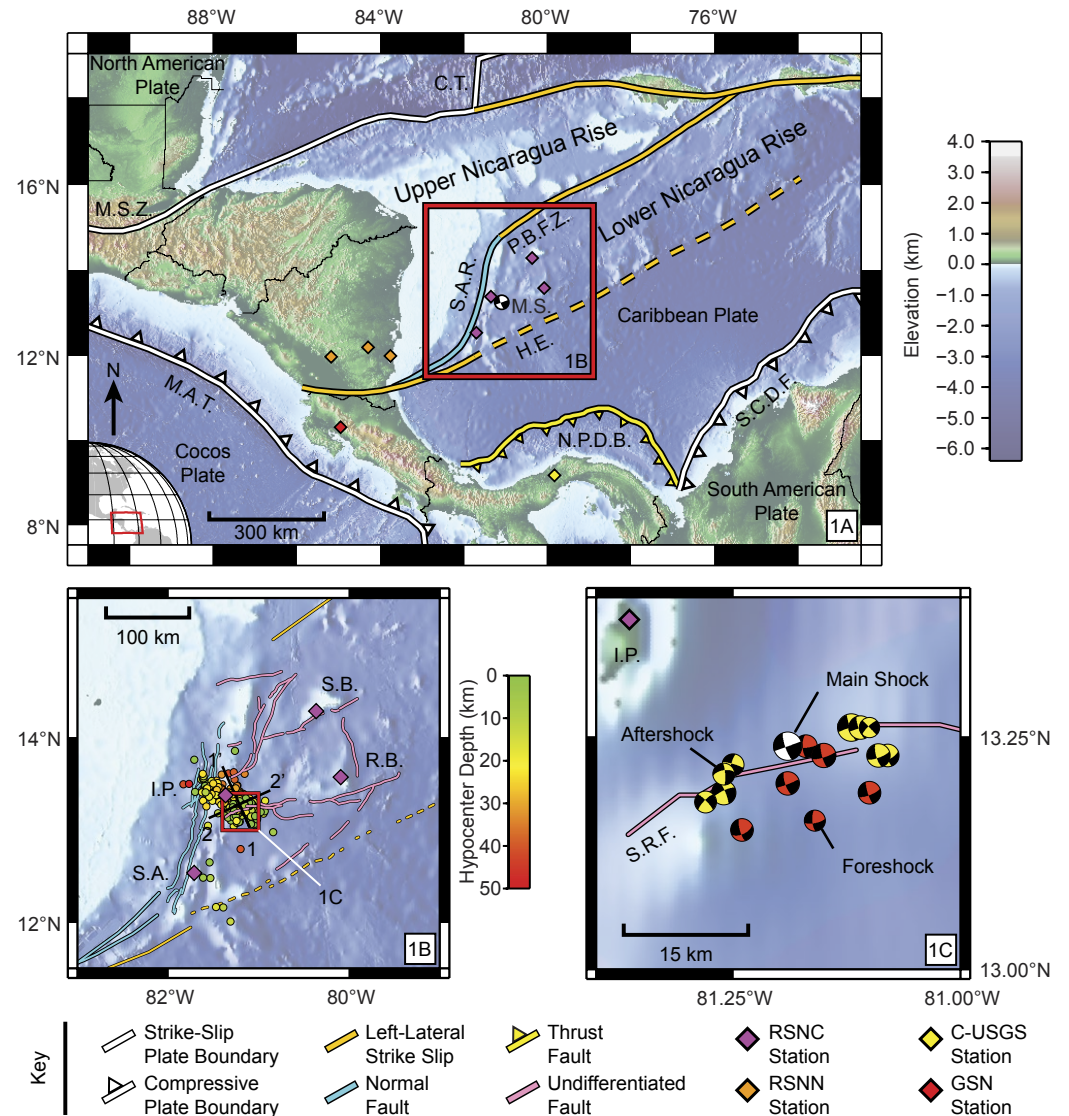 88°W 84°W 80°W 76°W
North American
Plate
C.T.
Upper Nicaragua Rise
Lower Nicaragua Rise
16°N
M.S.Z.
P.B.F.Z.
S.A.R.
M.S.
Caribbean Plate
H.E.
1B
12°N
N
M.A.T.
S.C.D.F.
N.P.D.B.
Cocos
Plate
South American
Plate
300 km
8°N
1A
Elevation (km)
4.0
3.0
2.0
1.0
0.0
−1.0
−2.0
−3.0
−4.0
−5.0
−6.0
100 km
S.B.
14°N
1'
2'
R.B.
I.P.
2
1
S.A.
1C
12°N
1B
82°W 80°W
Hypocenter Depth (km)
0
10
20
30
40
50
I.P.
Main Shock
Aftershock
13.25°N
S.R.F.
Foreshock
15 km
1C
13.00°N
81.25°W 81.00°W
Key
Strike-Slip
Plate Boundary
Compressive
Plate Boundary
Left-Lateral
Strike Slip
Normal
Fault
Thrust
Fault
Undifferentiated
Fault
RSNC
Station
RSNN
Station
C-USGS
Station
GSN
Station